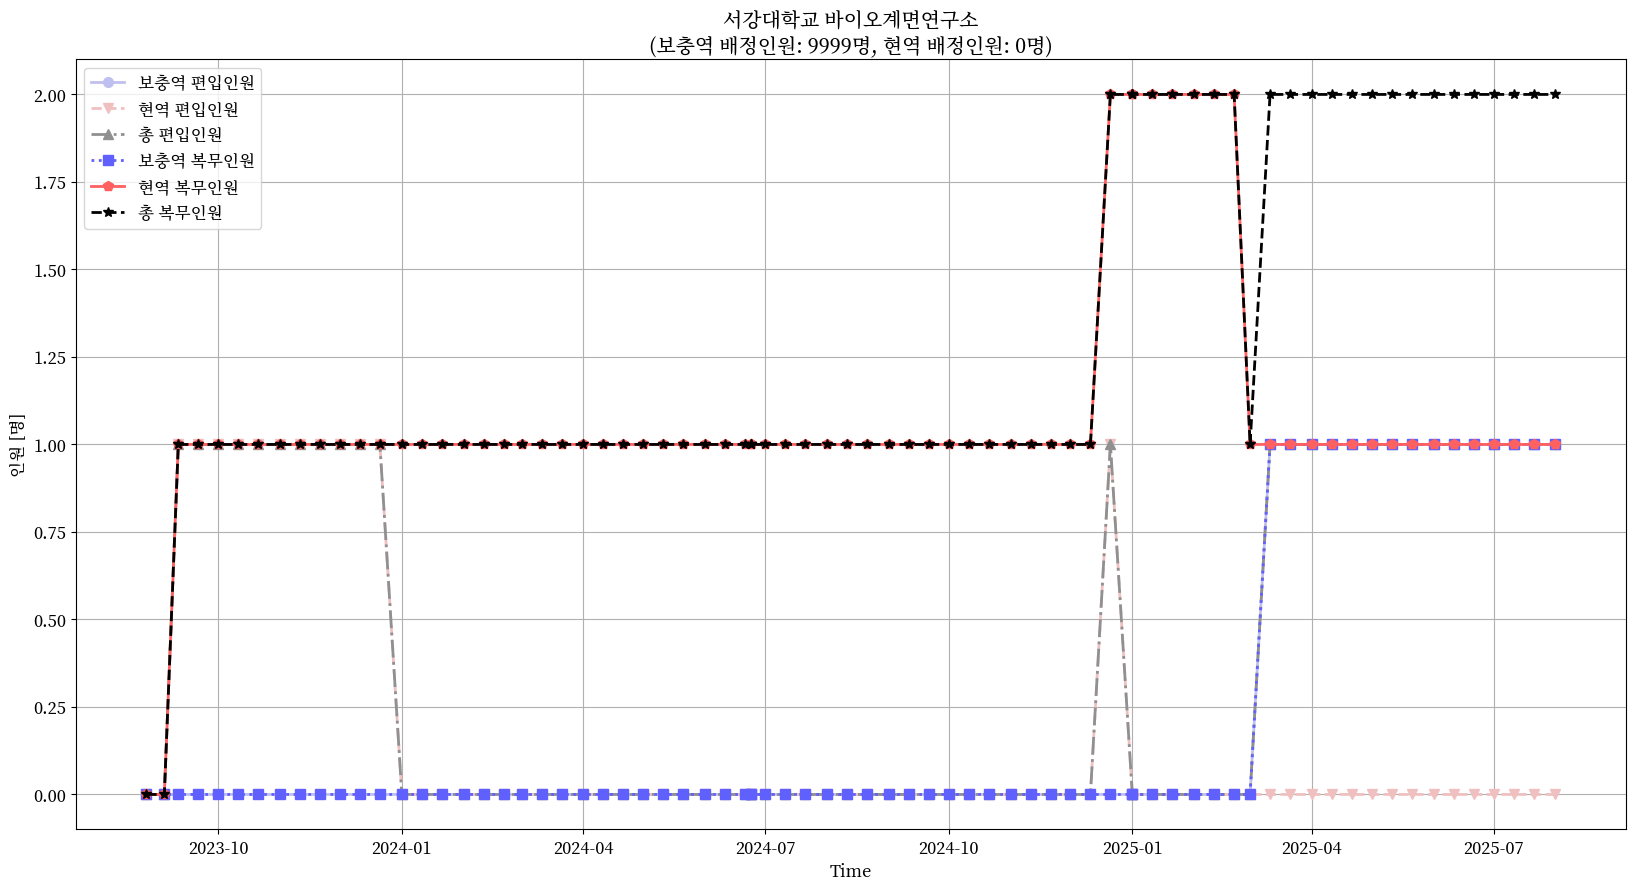 서강대학교 바이오계면연구소
(보충역 배정인원: 9999명, 현역 배정인원: 0명)
보충역 편입인원
현역 편입인원
총 편입인원
보충역 복무인원
현역 복무인원
총 복무인원
2.00
1.75
1.50
1.25
1.00
0.75
0.50
0.25
0.00
인원 [명]
2023-10
2024-01
2024-04
2024-07
2024-10
2025-01
2025-04
2025-07
Time